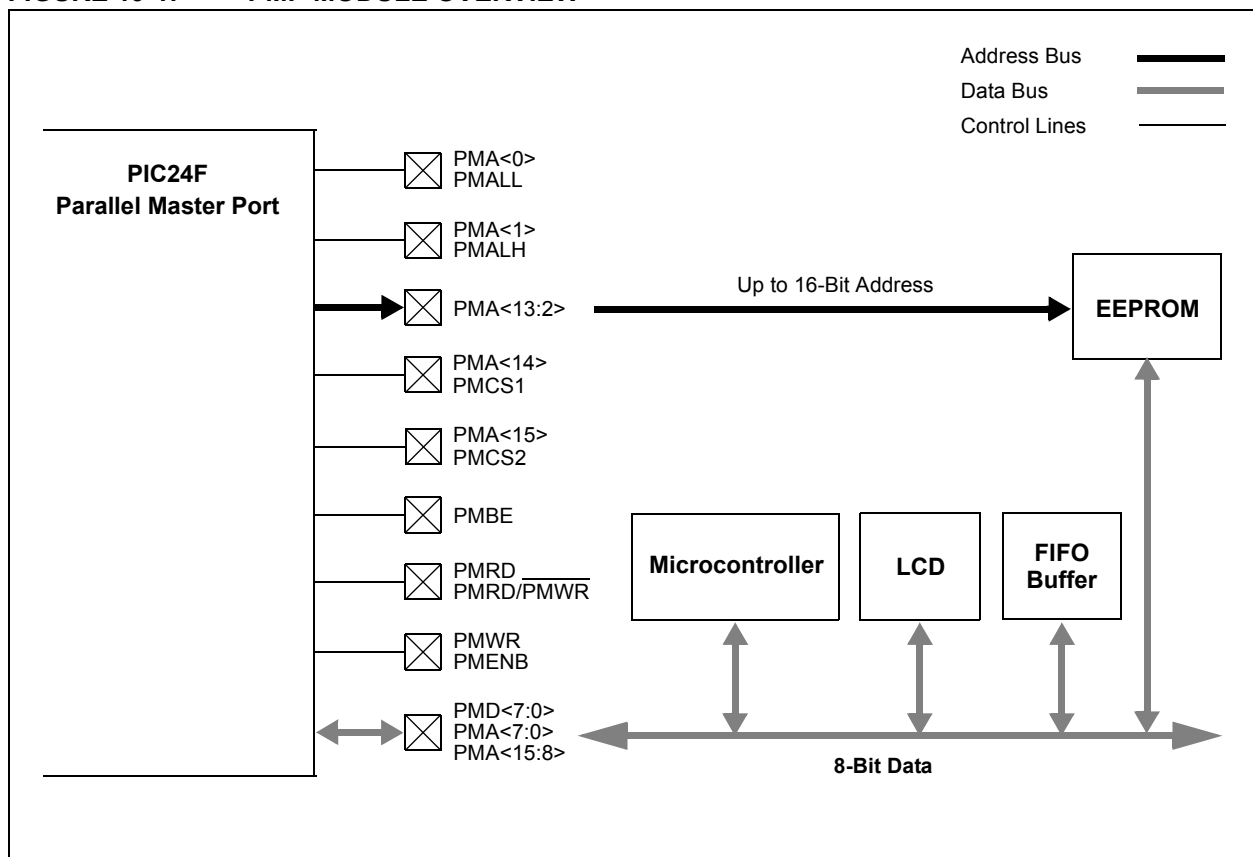 Address Bus
Data Bus
Control Lines
PIC24F
Parallel Master Port
PMA<0>
PMALL
PMA<1>
PMALH
PMA<13:2>
Up to 16-Bit Address
EEPROM
PMA<14>
PMCS1
PMA<15>
PMCS2
PMBE
PMRD
PMRD/PMWR
PMWR
PMENB
Microcontroller
LCD
FIFO
Buffer
PMD<7:0>
PMA<7:0>
PMA<15:8>
8-Bit Data